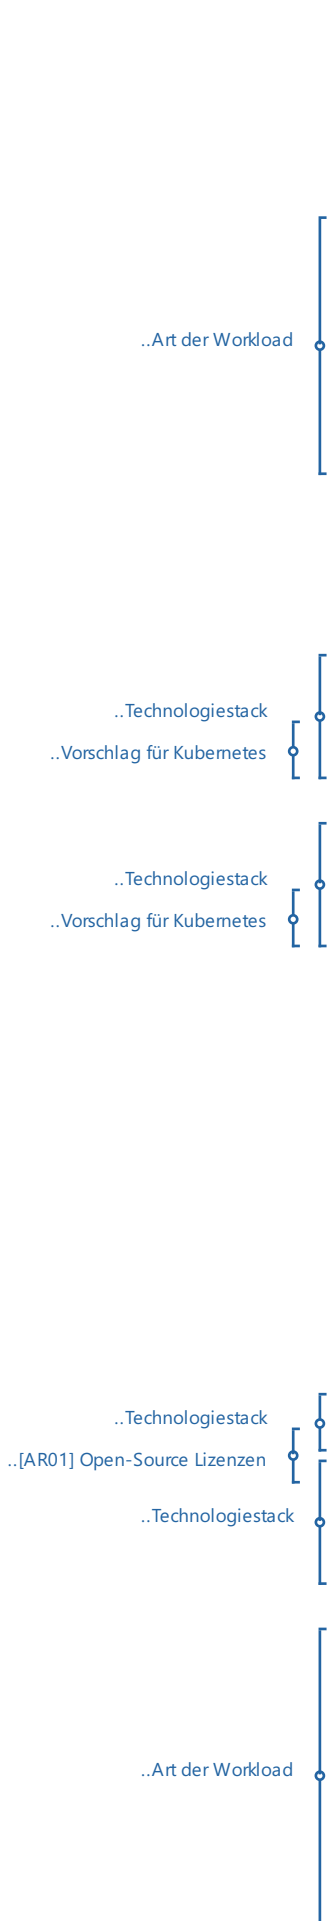 ..Art der Workload
..Technologiestack
..Vorschlag für Kubernetes
..Technologiestack
..Vorschlag für Kubernetes
..Technologiestack
..[AR01] Open-Source Lizenzen
..Technologiestack
..Art der Workload